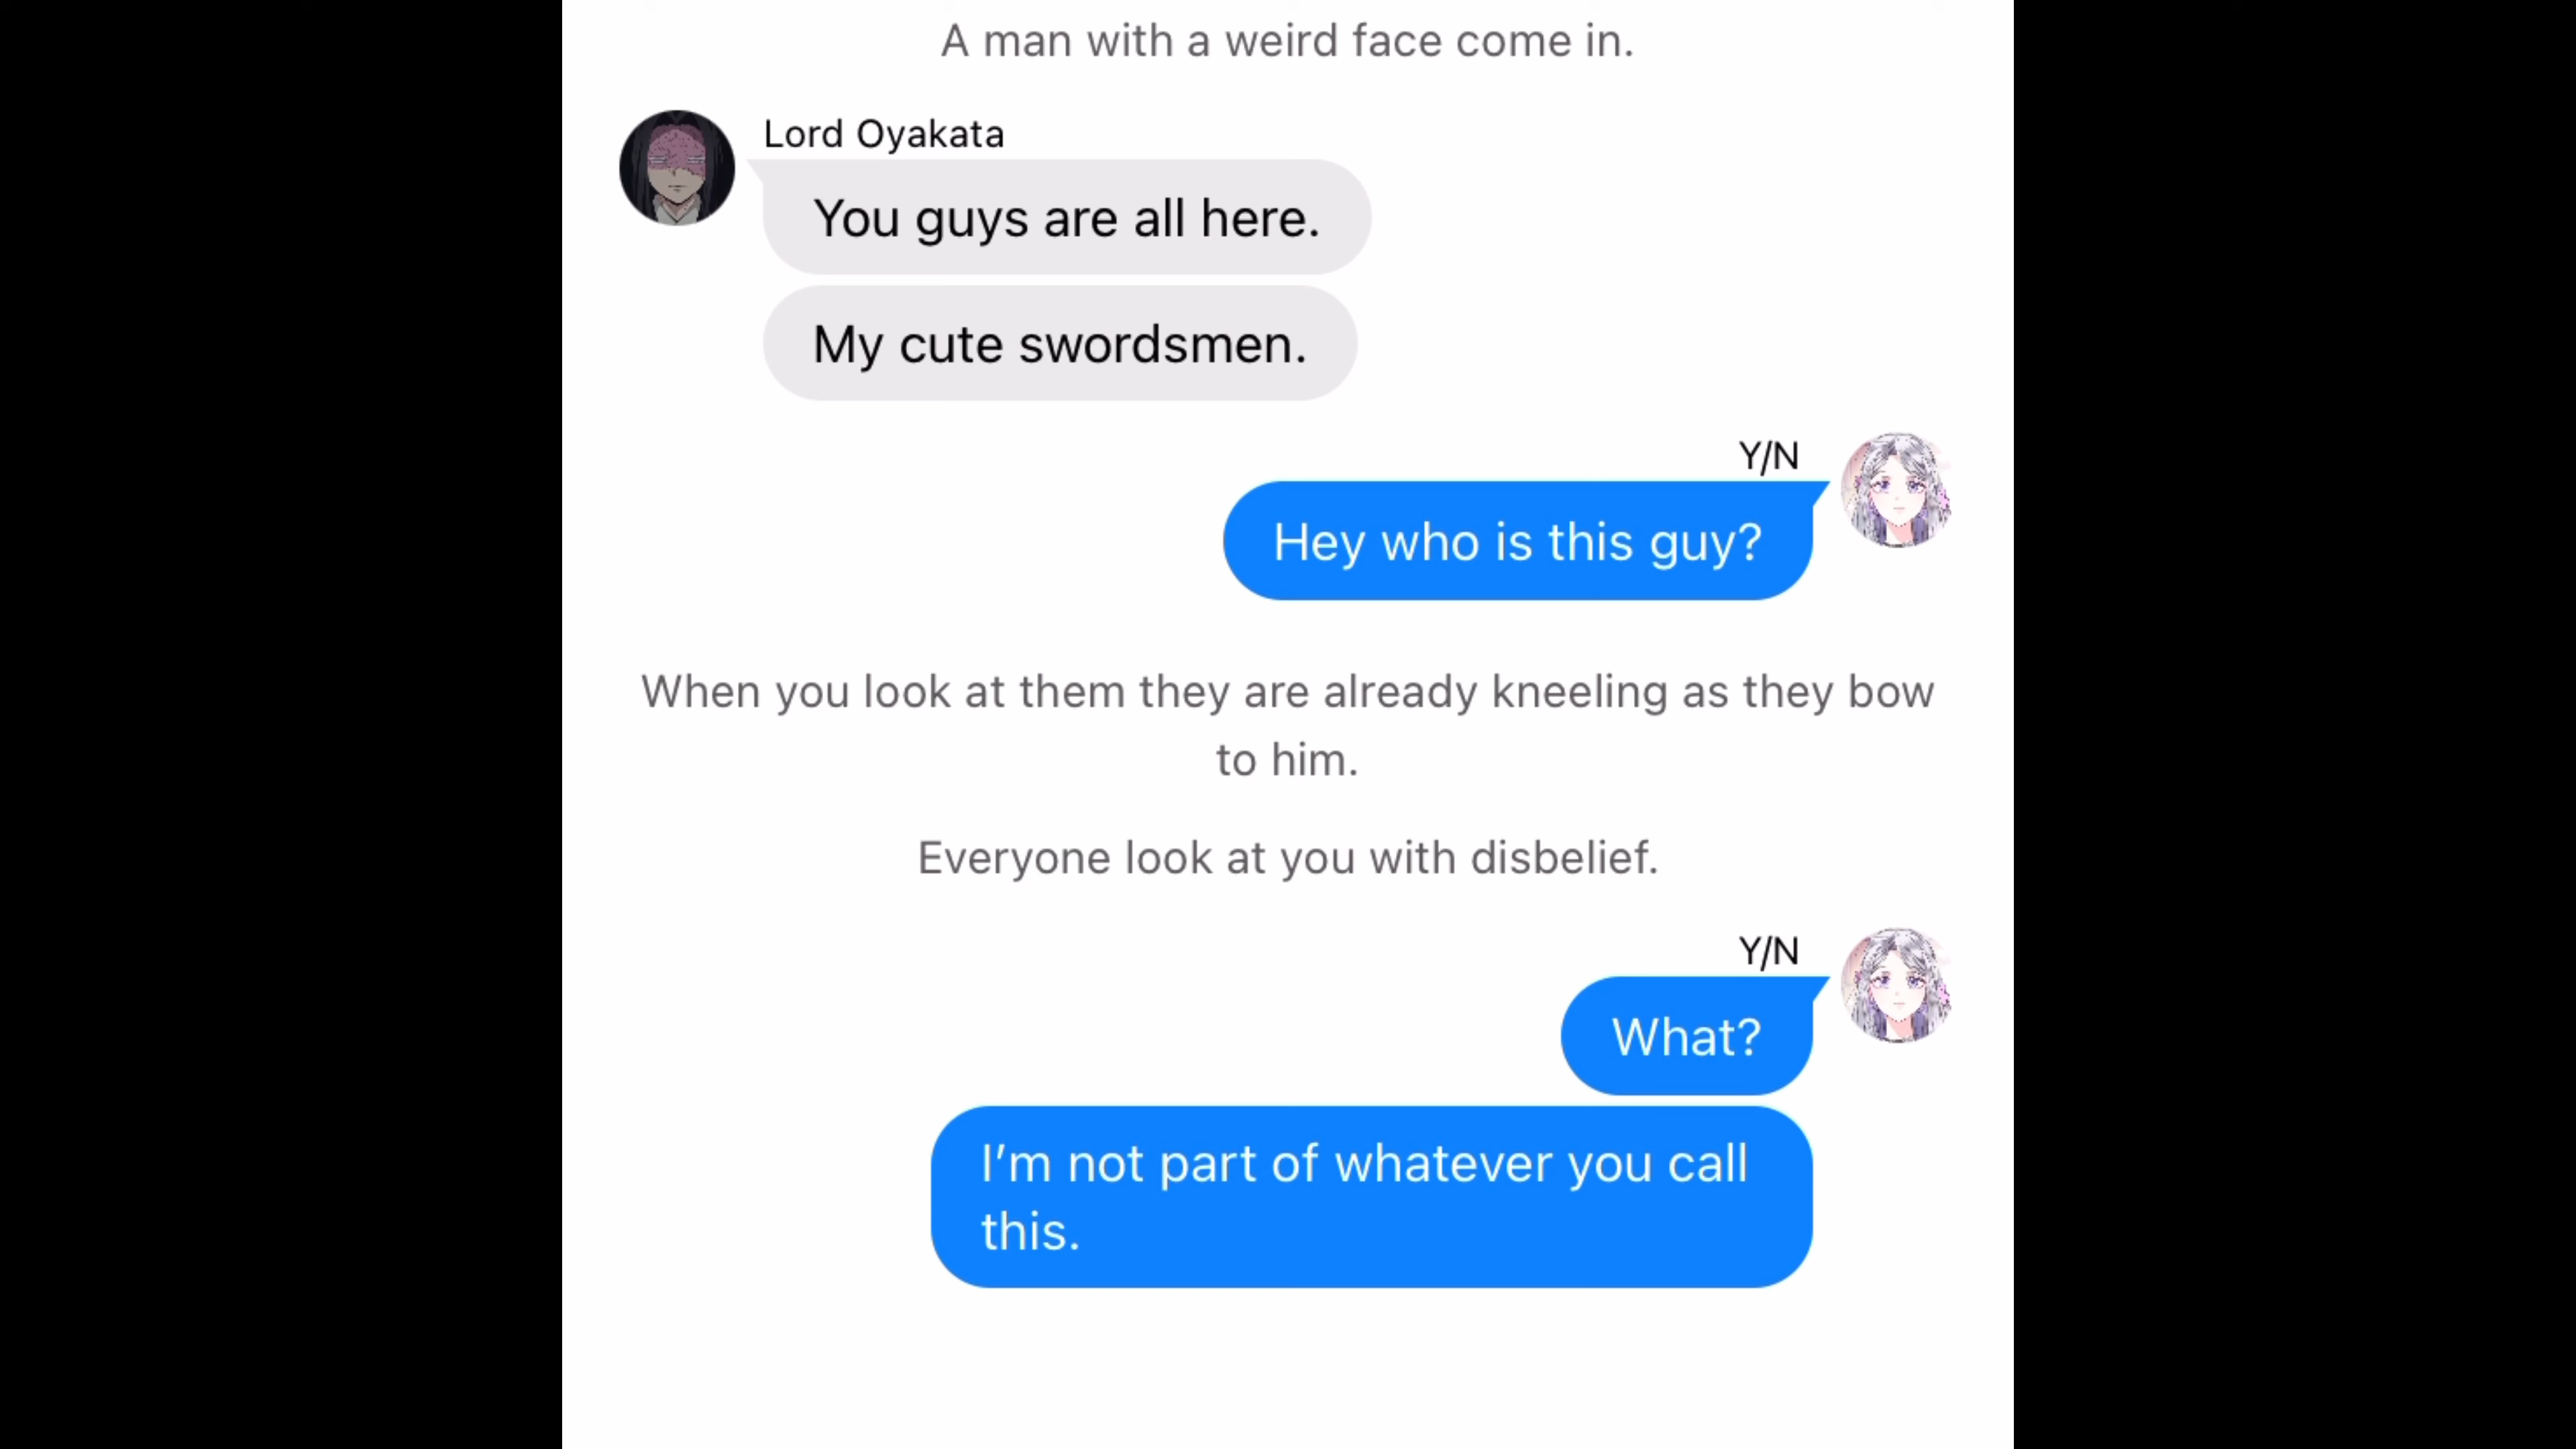 A man with a weird face come in.
Lord Oyakata
You guys are all here.
My cute swordsmen.
Y/N
Hey who is this guy?
When you look at them they are already kneeling as they bow
to him.
Everyone look at you with disbelief.
Y/N
What?
I’m not part of whatever you call
this.